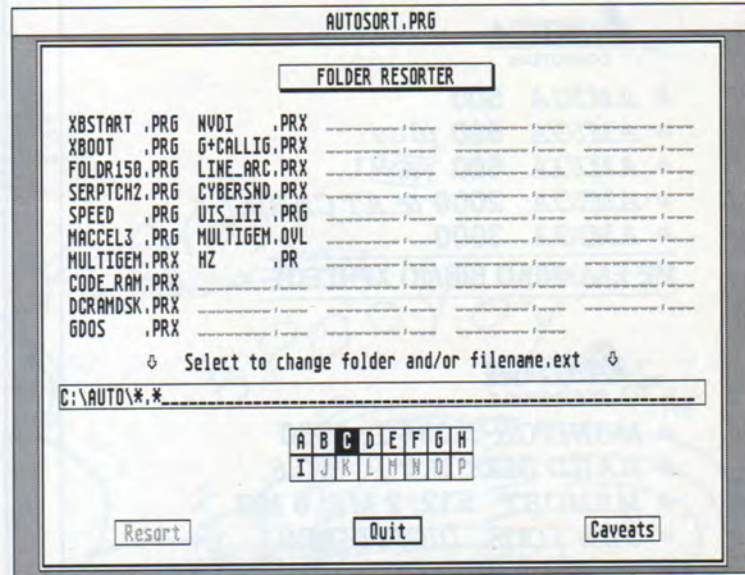 AUTOSORT.PRG
FOLDER RESORTER
XBSTART .PRG NVDI .PRX
XBOOT .PRG G+CALLIG.PRX
FOLDR150.PRG LINE_ARC.PRX
SERPTCH2.PRG CYBERSND.PRX
SPEED .PRG UIS_III .PRG
MACCEL3 .PRG MULTIGEM.OVL
MULTIGEM.PRX HZ .PR
CODE_RAM.PRX
DCRAMDSK.PRX
GDOS .PRX
⇩ Select to change folder and/or filename.ext ⇩
C:\AUTO\*.*
A B C D E F G H
I J K L M N O P
Resort Quit Caveats